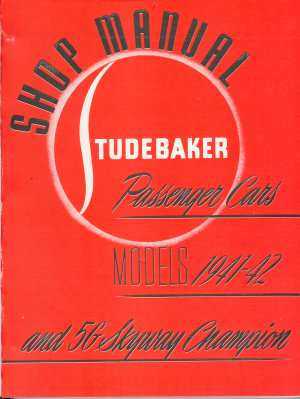 SHOP MANUAL
STUDEBAKER
Passenger Cars
MODELS 1941-42
and 5G-Skyway Champion